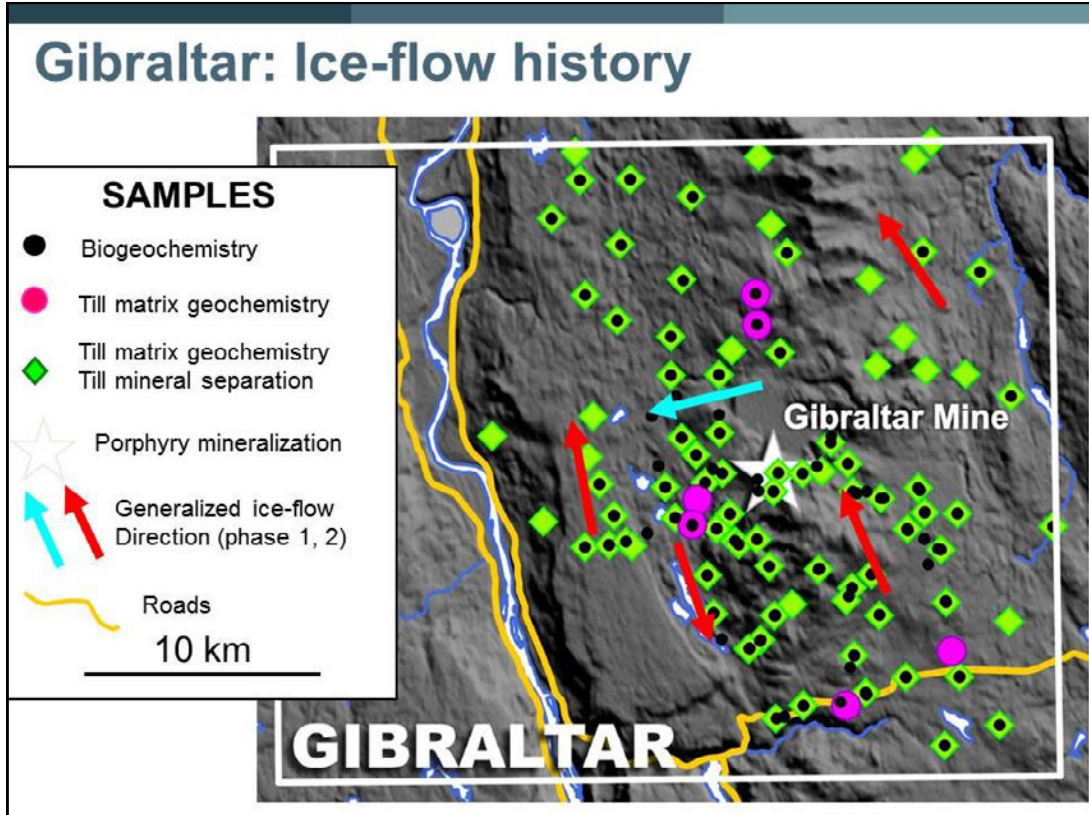 Gibraltar: Ice-flow history
SAMPLES
Biogeochemistry
Till matrix geochemistry
Till matrix geochemistry
Till mineral separation
Porphyry mineralization
Generalized ice-flow
Direction (phase 1, 2)
Roads
10 km
Gibraltar Mine
GIBRALTAR